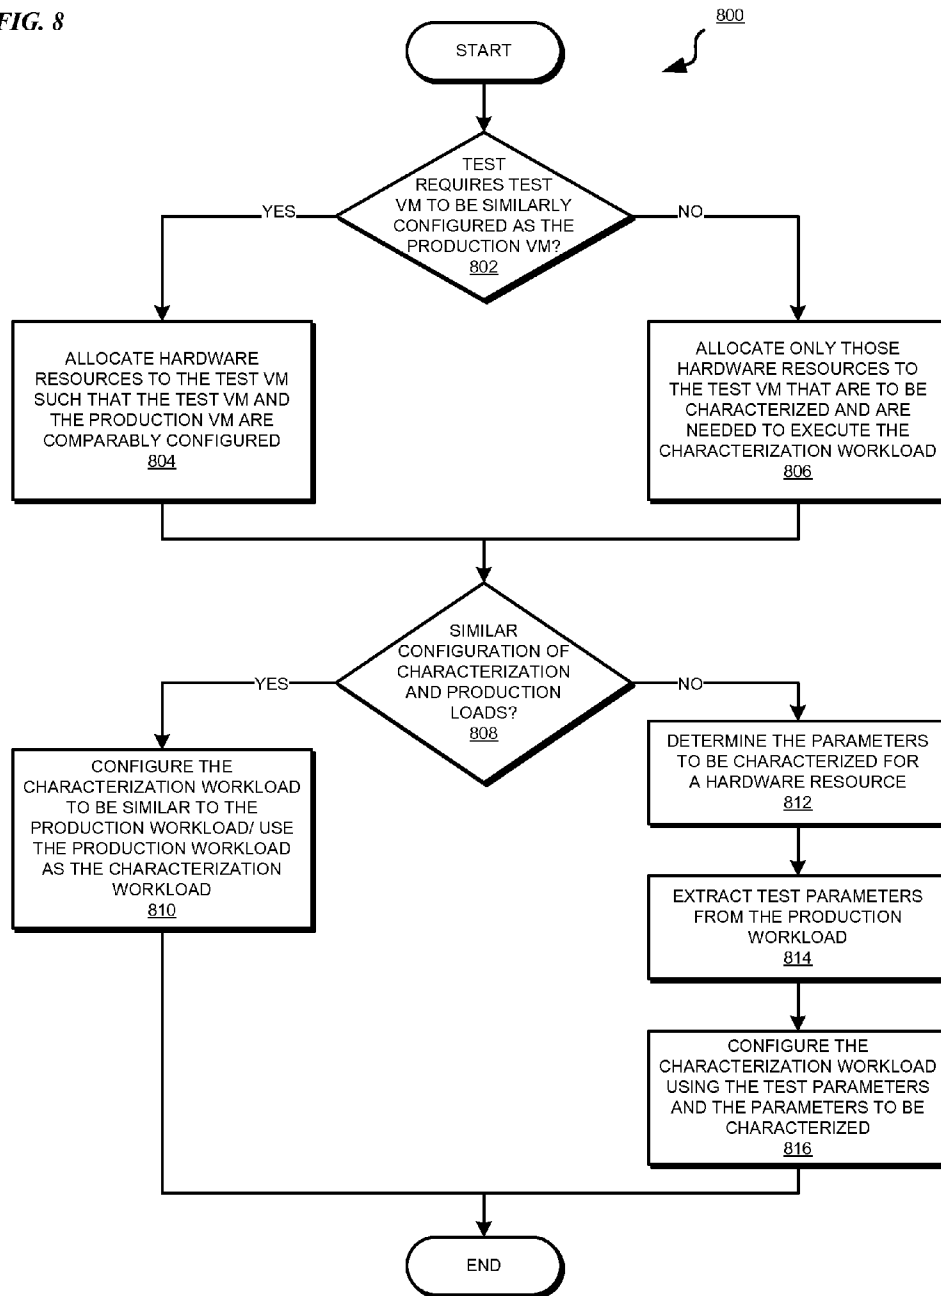 FIG. 8
800
START
TEST
REQUIRES TEST
VM TO BE SIMILARLY
CONFIGURED AS THE
PRODUCTION VM?
802
YES
NO
ALLOCATE HARDWARE
RESOURCES TO THE TEST VM
SUCH THAT THE TEST VM AND
THE PRODUCTION VM ARE
COMPARABLY CONFIGURED
804
ALLOCATE ONLY THOSE
HARDWARE RESOURCES TO
THE TEST VM THAT ARE TO BE
CHARACTERIZED AND ARE
NEEDED TO EXECUTE THE
CHARACTERIZATION WORKLOAD
806
SIMILAR
CONFIGURATION OF
CHARACTERIZATION
AND PRODUCTION
LOADS?
808
YES
NO
CONFIGURE THE
CHARACTERIZATION WORKLOAD
TO BE SIMILAR TO THE
PRODUCTION WORKLOAD/ USE
THE PRODUCTION WORKLOAD
AS THE CHARACTERIZATION
WORKLOAD
810
DETERMINE THE PARAMETERS
TO BE CHARACTERIZED FOR
A HARDWARE RESOURCE
812
EXTRACT TEST PARAMETERS
FROM THE PRODUCTION
WORKLOAD
814
CONFIGURE THE
CHARACTERIZATION WORKLOAD
USING THE TEST PARAMETERS
AND THE PARAMETERS TO BE
CHARACTERIZED
816
END